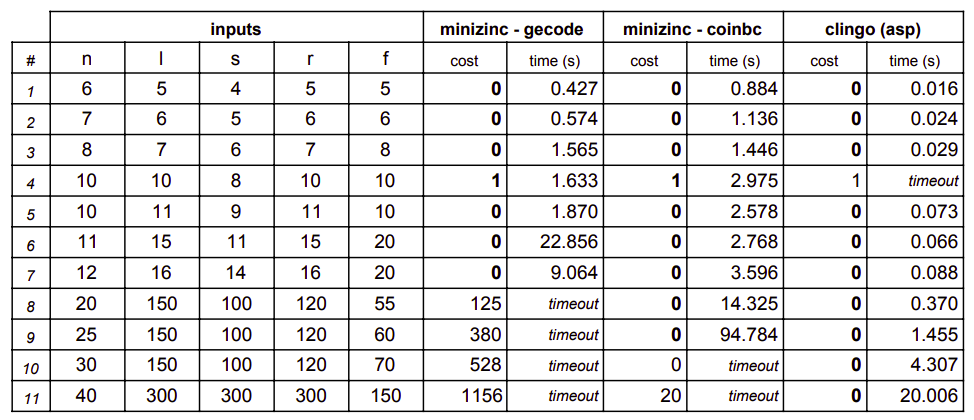 inputs minizinc - gecode minizinc - coinbc clingo (asp)
# n l s r f cost time (s) cost time (s) cost time (s)
1 6 5 4 5 5 0 0.427 0 0.884 0 0.016
2 7 6 5 6 6 0 0.574 0 1.136 0 0.024
3 8 7 6 7 8 0 1.565 0 1.446 0 0.029
4 10 10 8 10 10 1 1.633 1 2.975 1 timeout
5 10 11 9 11 10 0 1.870 0 2.578 0 0.073
6 11 15 11 15 20 0 22.856 0 2.768 0 0.066
7 12 16 14 16 20 0 9.064 0 3.596 0 0.088
8 20 150 100 120 55 125 timeout 0 14.325 0 0.370
9 25 150 100 120 60 380 timeout 0 94.784 0 1.455
10 30 150 100 120 70 528 timeout 0 timeout 0 4.307
11 40 300 300 300 150 1156 timeout 20 timeout 0 20.006